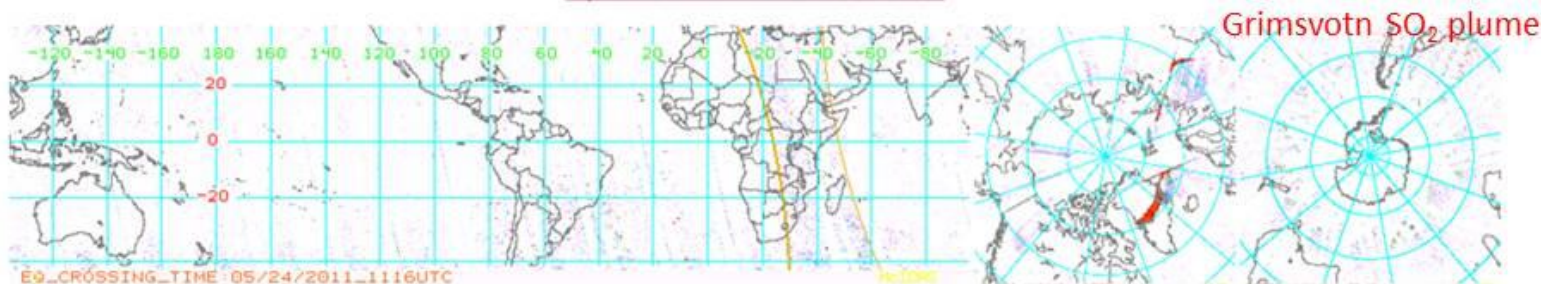 Grimsvotn SO₂ plume
-120 -140 -160 180 160 140 120 100 80 60 40 20 0 -20 -40 -60 -80
20
0
-20
EQ_CROSSING_TIME:05/24/2011_1116UTC
McIDAS